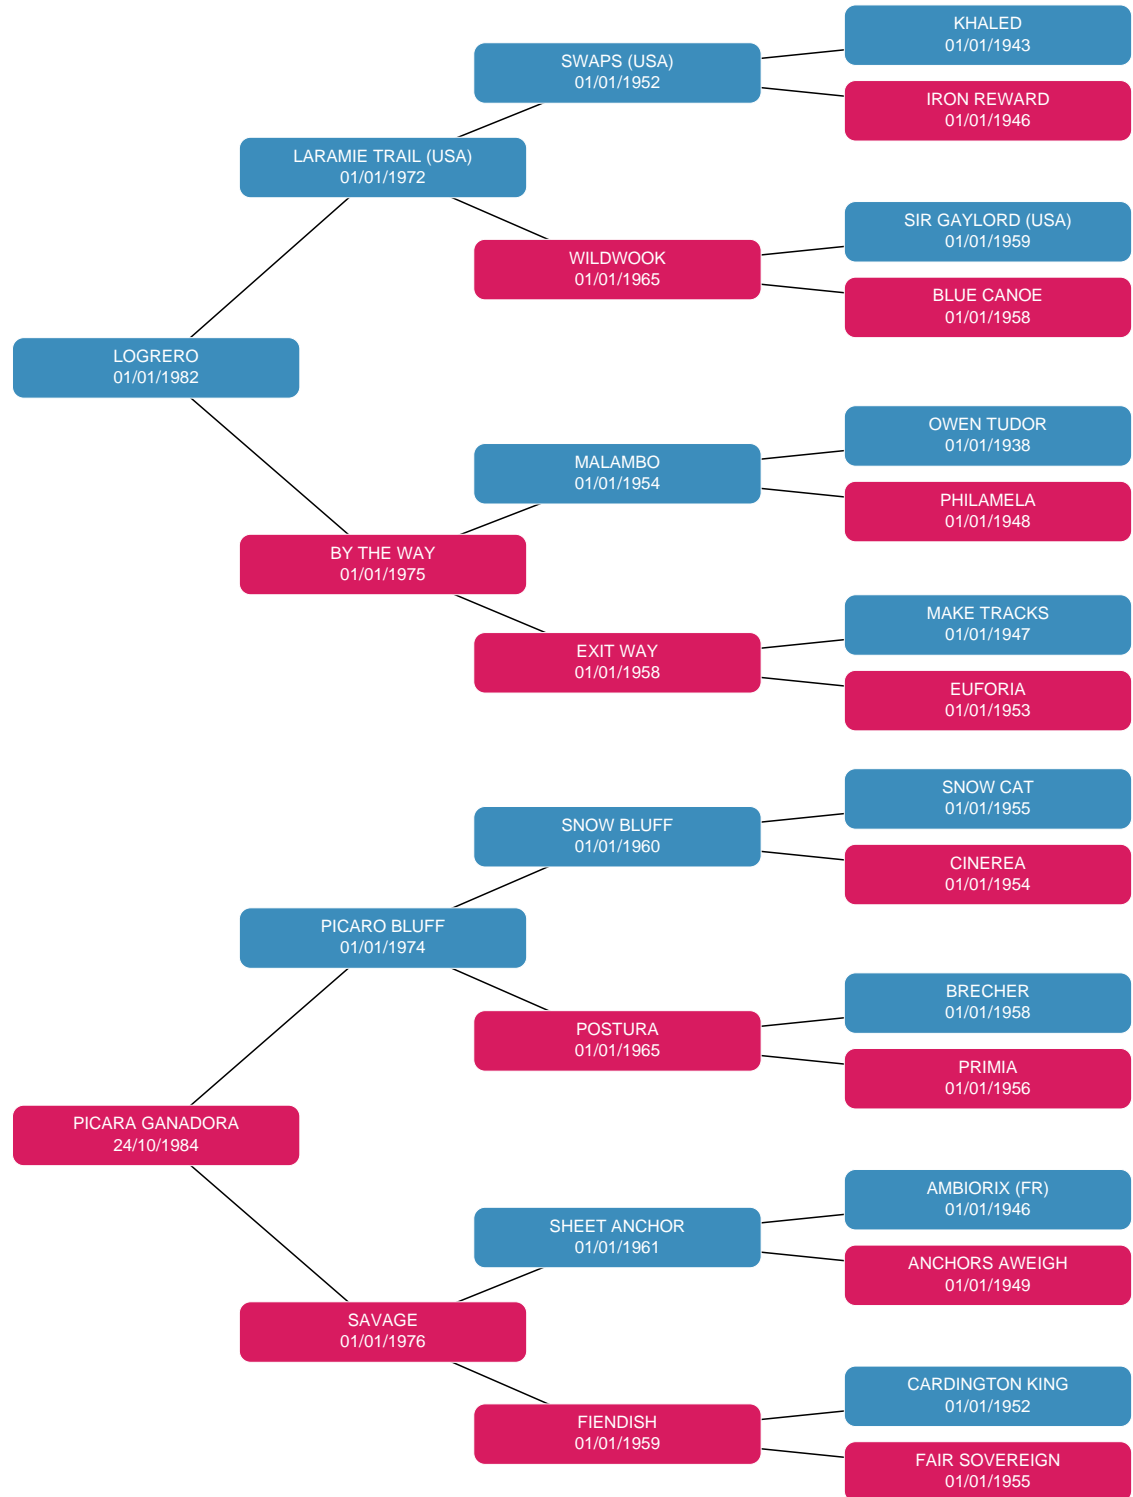 KHALED
01/01/1943
SWAPS (USA)
01/01/1952
IRON REWARD
01/01/1946
LARAMIE TRAIL (USA)
01/01/1972
SIR GAYLORD (USA)
01/01/1959
WILDWOOK
01/01/1965
BLUE CANOE
01/01/1958
LOGRERO
01/01/1982
OWEN TUDOR
01/01/1938
MALAMBO
01/01/1954
PHILAMELA
01/01/1948
BY THE WAY
01/01/1975
MAKE TRACKS
01/01/1947
EXIT WAY
01/01/1958
EUFORIA
01/01/1953
SNOW CAT
01/01/1955
SNOW BLUFF
01/01/1960
CINEREA
01/01/1954
PICARO BLUFF
01/01/1974
BRECHER
01/01/1958
POSTURA
01/01/1965
PRIMIA
01/01/1956
PICARA GANADORA
24/10/1984
AMBIORIX (FR)
01/01/1946
SHEET ANCHOR
01/01/1961
ANCHORS AWEIGH
01/01/1949
SAVAGE
01/01/1976
CARDINGTON KING
01/01/1952
FIENDISH
01/01/1959
FAIR SOVEREIGN
01/01/1955